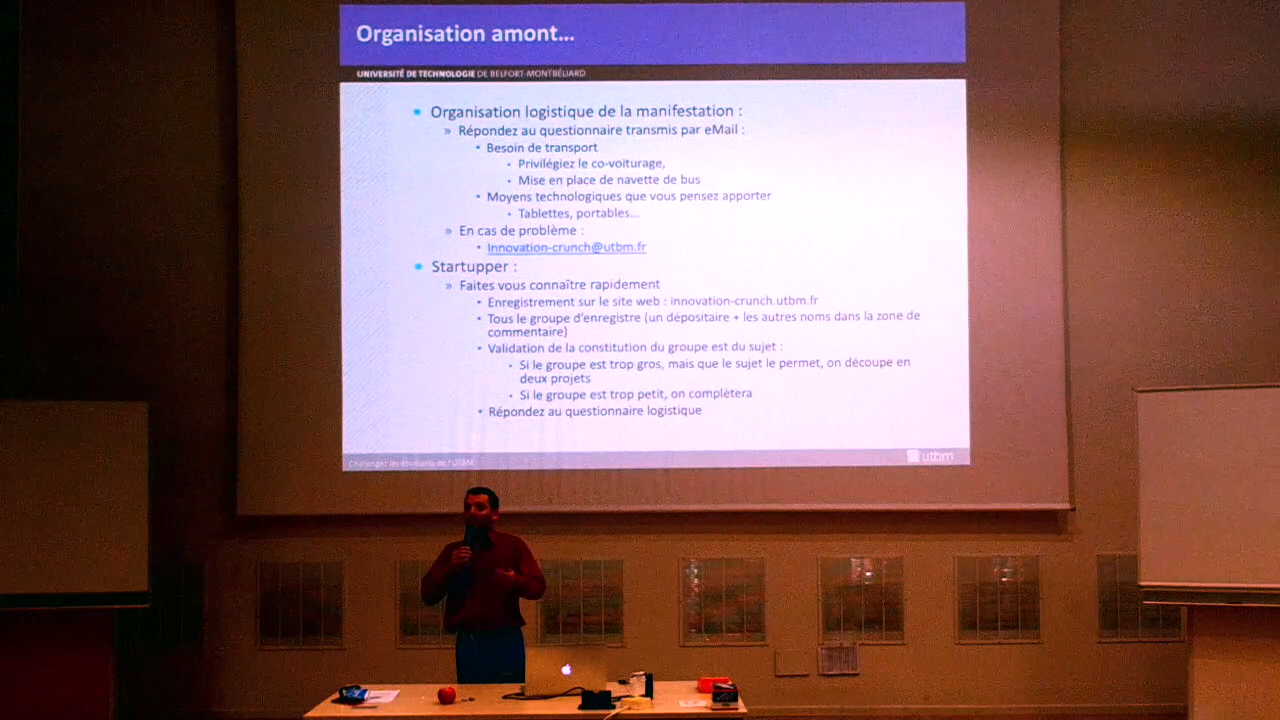 Organisation amont...
UNIVERSITÉ DE TECHNOLOGIE DE BELFORT-MONTBÉLIARD
• Organisation logistique de la manifestation :
» Répondez au questionnaire transmis par eMail :
• Besoin de transport
• Privilégiez le co-voiturage,
• Mise en place de navette de bus
• Moyens technologiques que vous pensez apporter
• Tablettes, portables...
» En cas de problème :
• Innovation-crunch@utbm.fr
• Startupper :
» Faites vous connaître rapidement
• Enregistrement sur le site web : innovation-crunch.utbm.fr
• Tous le groupe d'enregistre (un dépositaire + les autres noms dans la zone de
commentaire)
• Validation de la constitution du groupe est du sujet :
• Si le groupe est trop gros, mais que le sujet le permet, on découpe en
deux projets
• Si le groupe est trop petit, on complètera
• Répondez au questionnaire logistique
Challenger les étudiants de l'UTBM
utbm